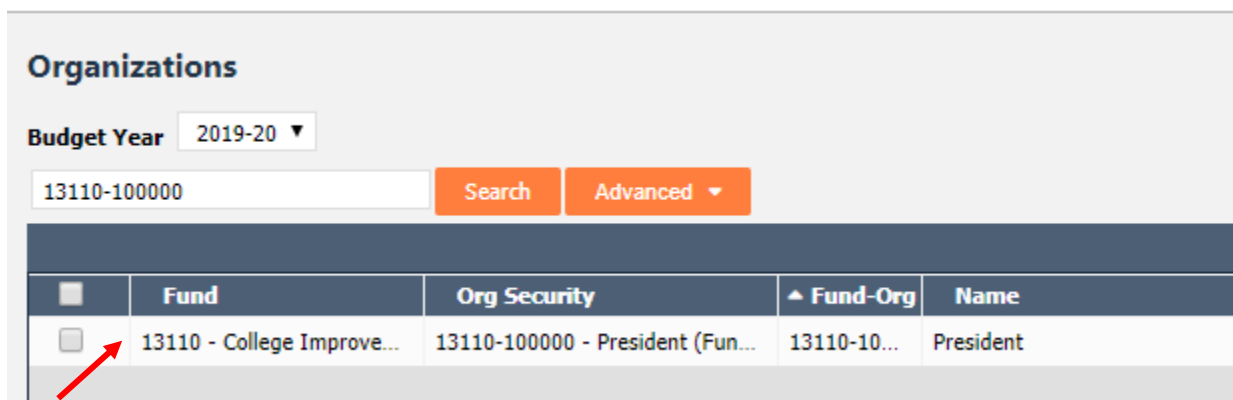 Organizations
Budget Year 2019-20 ▼
13110-100000 Search Advanced
Fund Org Security Fund-Org Name
13110 - College Improve... 13110-100000 - President (Fun... 13110-10... President